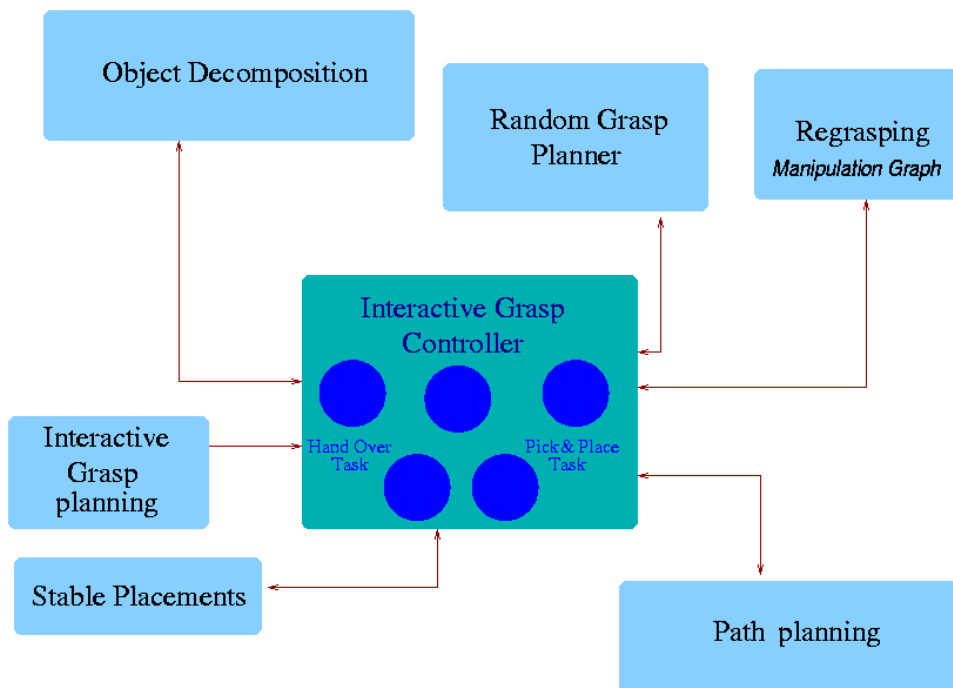 Object Decomposition
Random Grasp
Planner
Regrasping
Manipulation Graph
Interactive Grasp
Controller
Hand Over
Task
Pick & Place
Task
Interactive
Grasp
planning
Stable Placements
Path planning